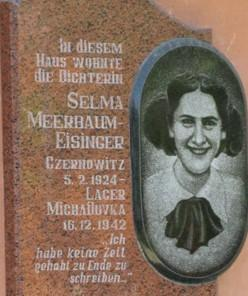 In diesem
Haus wohnte
die Dichterin
Selma
Meerbaum-
Eisinger
Czernowitz
5. 2. 1924-
Lager
Michailovka
16. 12. 1942
„Ich
habe keine Zeit
gehabt zu Ende zu
schreiben..."